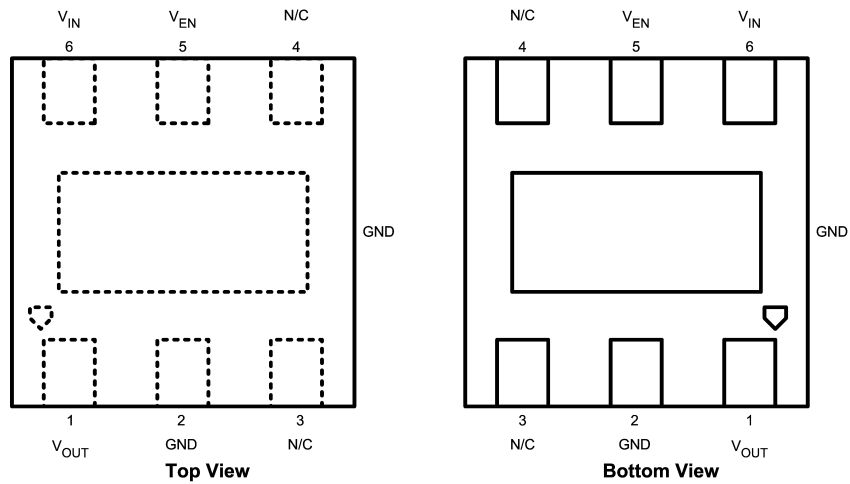 V_IN V_EN N/C
6 5 4
GND
1 2 3
V_OUT GND N/C
Top View
N/C V_EN V_IN
4 5 6
GND
3 2 1
N/C GND V_OUT
Bottom View